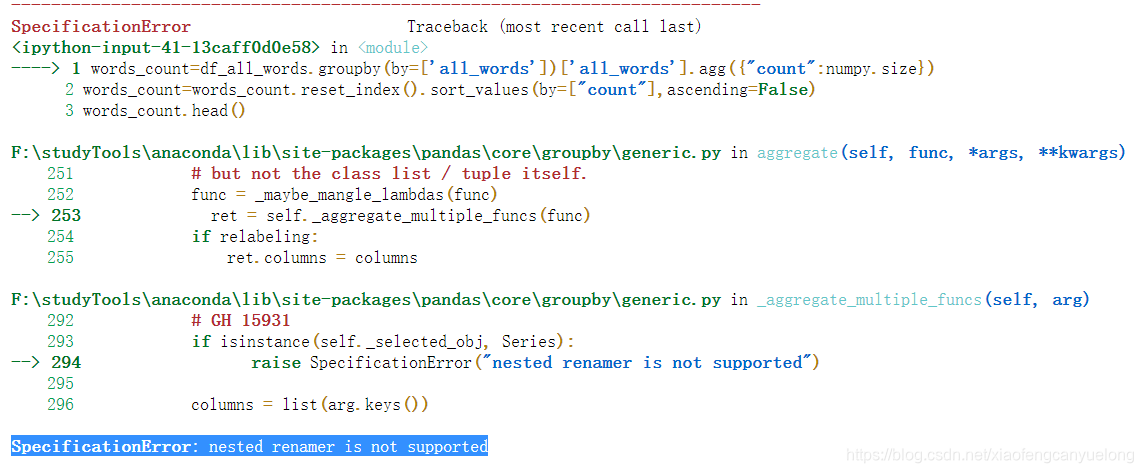 --------------------------------------------------------------------------
SpecificationError                        Traceback (most recent call last)
<ipython-input-41-13caff0d0e58> in <module>
----> 1 words_count=df_all_words.groupby(by=['all_words'])['all_words'].agg({"count":numpy.size})
      2 words_count=words_count.reset_index().sort_values(by=["count"],ascending=False)
      3 words_count.head()
F:\studyTools\anaconda\lib\site-packages\pandas\core\groupby\generic.py in aggregate(self, func, *args, **kwargs)
    251             # but not the class list / tuple itself.
    252             func = _maybe_mangle_lambdas(func)
--> 253             ret = self._aggregate_multiple_funcs(func)
    254             if relabeling:
    255                 ret.columns = columns
F:\studyTools\anaconda\lib\site-packages\pandas\core\groupby\generic.py in _aggregate_multiple_funcs(self, arg)
    292             # GH 15931
    293             if isinstance(self._selected_obj, Series):
--> 294                 raise SpecificationError("nested renamer is not supported")
    295
    296             columns = list(arg.keys())
SpecificationError: nested renamer is not supported
https://blog.csdn.net/xiaofengcanyuelong